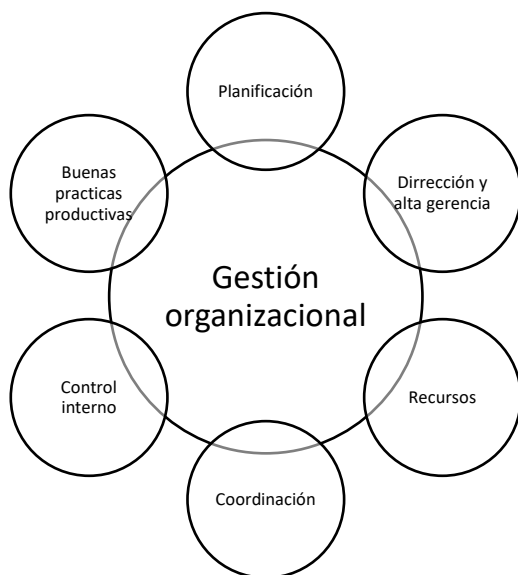 Planificación
Dirrección y
alta gerencia
Recursos
Coordinación
Control
interno
Buenas
practicas
productivas
Gestión
organizacional